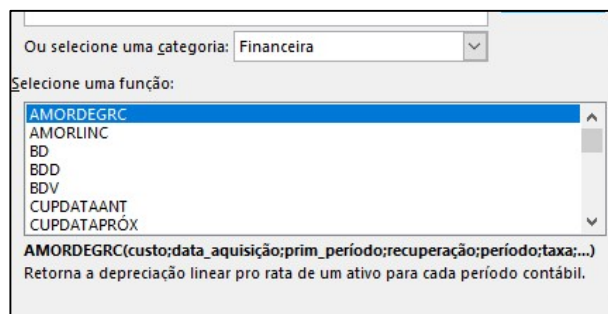 Ou selecione uma categoria: Financeira
Selecione uma função:
AMORDEGRC
AMORLINC
BD
BDD
BDV
CUPDATAANT
CUPDATAPRÓX
AMORDEGRC(custo;data_aquisição;prim_período;recuperação;período;taxa;...)
Retorna a depreciação linear pro rata de um ativo para cada período contábil.